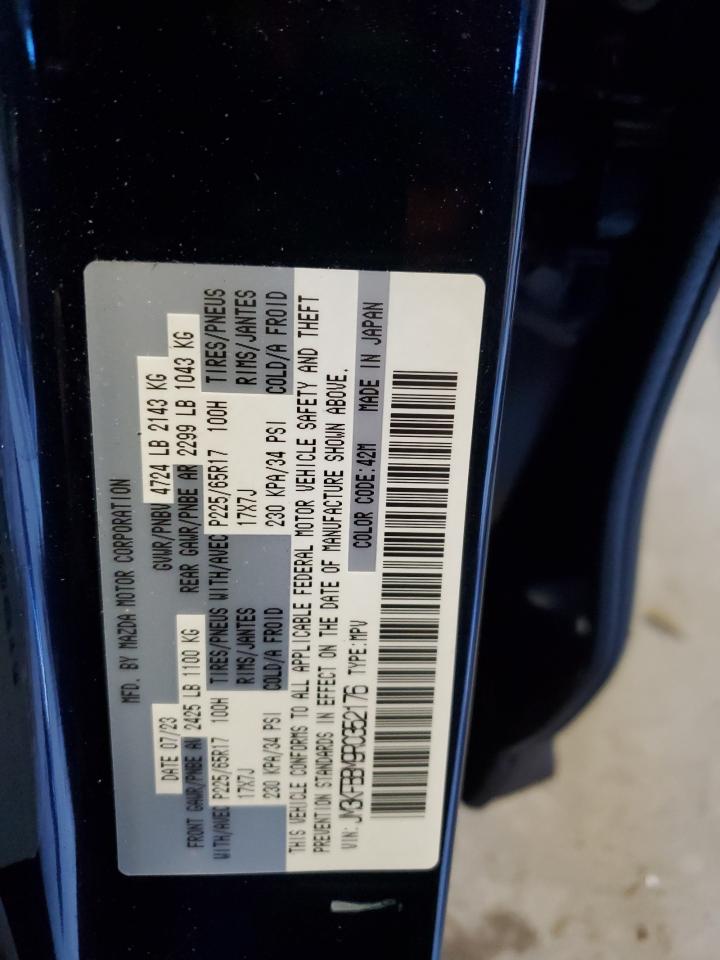 MFD. BY MAZDA MOTOR CORPORATION
DATE 07/23 GVWR/PNBV 4724 LB 2143 KG
FRONT GAWR/PNBE AV 2425 LB 1100 KG REAR GAWR/PNBE AR 2299 LB 1043 KG
WITH/AVEC P225/65R17 100H TIRES/PNEUS WITH/AVEC P225/65R17 100H TIRES/PNEUS
17X7J RIMS/JANTES 17X7J RIMS/JANTES
230 KPA/34 PSI COLD/A FROID 230 KPA/34 PSI COLD/A FROID
THIS VEHICLE CONFORMS TO ALL APPLICABLE FEDERAL MOTOR VEHICLE SAFETY AND THEFT
PREVENTION STANDARDS IN EFFECT ON THE DATE OF MANUFACTURE SHOWN ABOVE.
VIN: JM3KFBBM9R0352176 TYPE:MPV COLOR CODE:42M MADE IN JAPAN